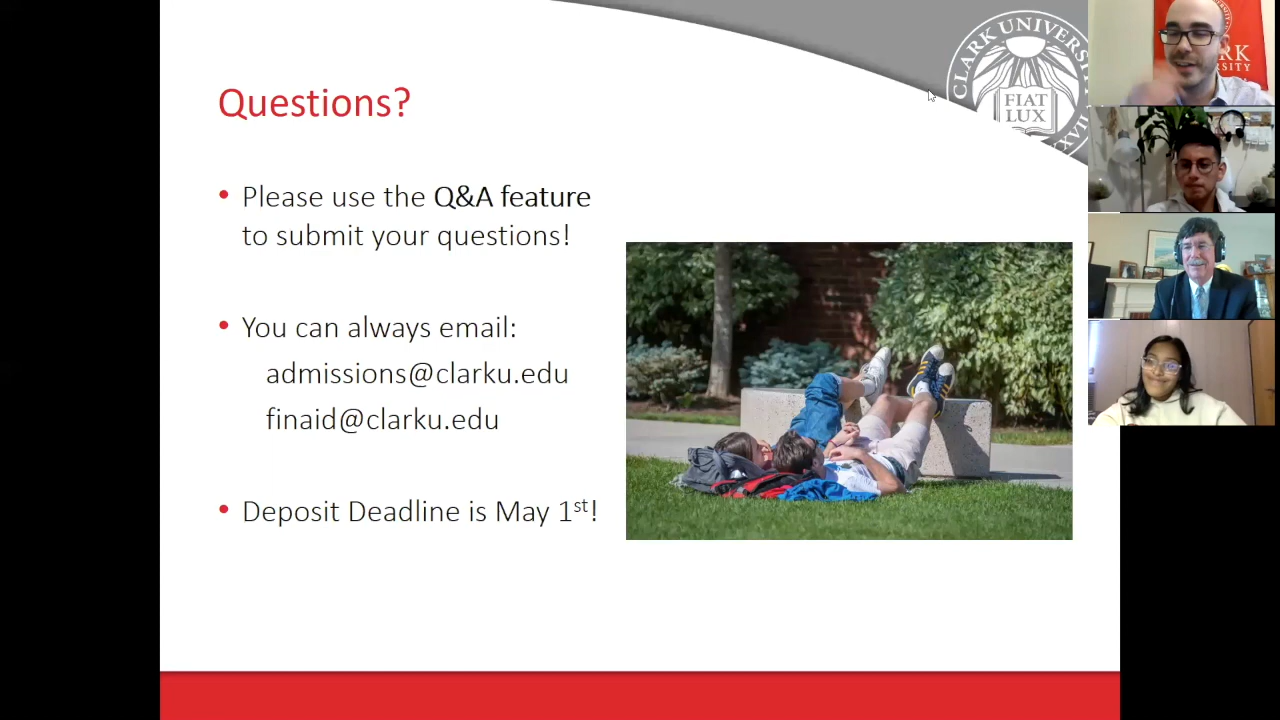 Questions?
• Please use the Q&A feature
to submit your questions!
• You can always email:
admissions@clarku.edu
finaid@clarku.edu
• Deposit Deadline is May 1st!
CLARK UNIVERSITY
FIAT
LUX